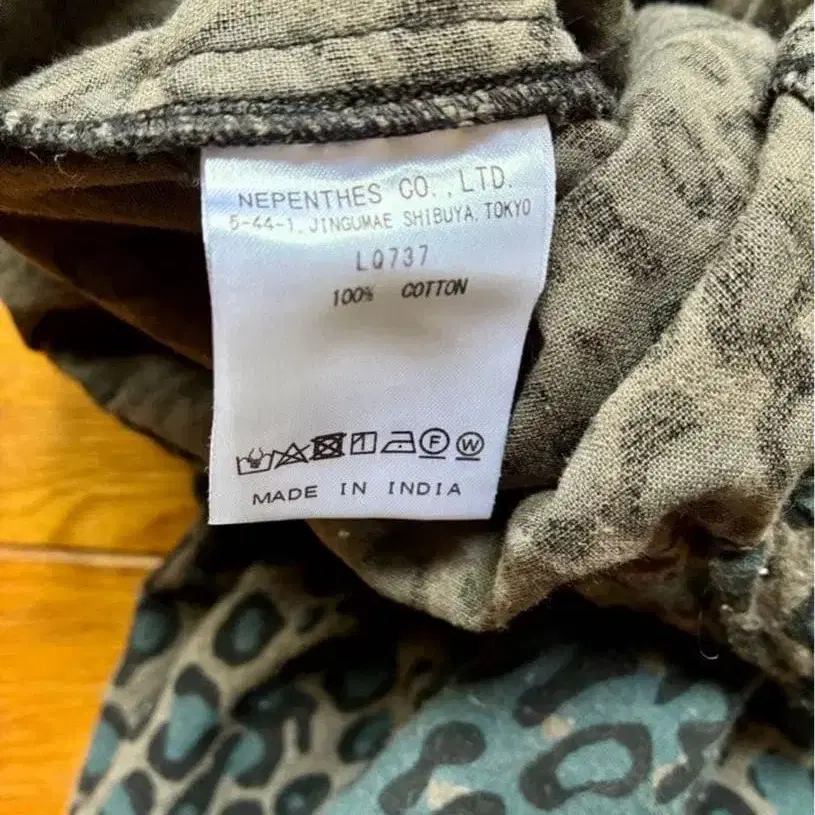 NEPENTHES CO.,LTD.
5-44-1, JINGUMAE SHIBUYA, TOKYO
LQ737
100% COTTON
F W
MADE IN INDIA